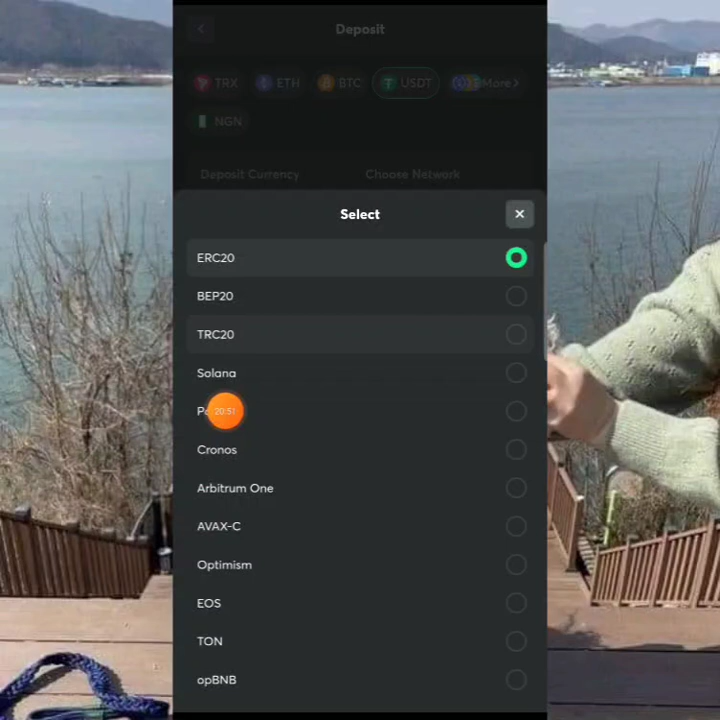 Deposit
TRX
ETH
BTC
USDT
More >
NGN
Deposit Currency
Choose Network
Select
ERC20
BEP20
TRC20
Solana
20:51
Cronos
Arbitrum One
AVAX-C
Optimism
EOS
TON
opBNB